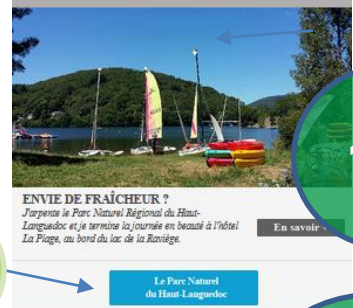 ENVIE DE FRAÎCHEUR ?
J'arpente le Parc Naturel Régional du Haut-
Languedoc et je termine la journée en beauté à l'hôtel
La Plage, au bord du lac de la Raviège.
En savoir
Le Parc Naturel
du Haut-Languedoc